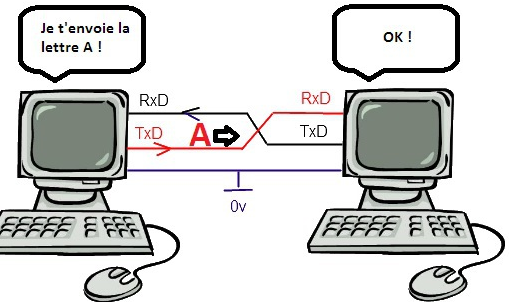 Je t'envoie la
lettre A !
OK !
RxD
RxD
TxD
A
TxD
0v